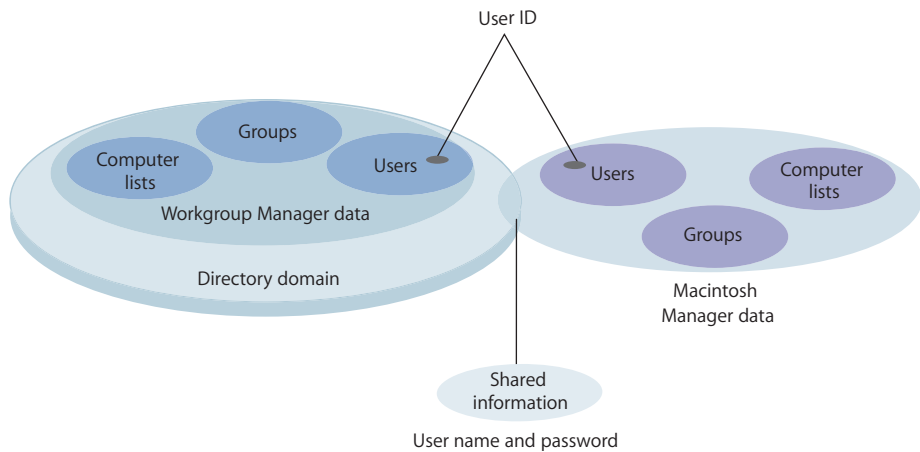 User ID
Groups
Computer
lists
Users
Workgroup Manager data
Directory domain
Users
Computer
lists
Groups
Macintosh
Manager data
Shared
information
User name and password